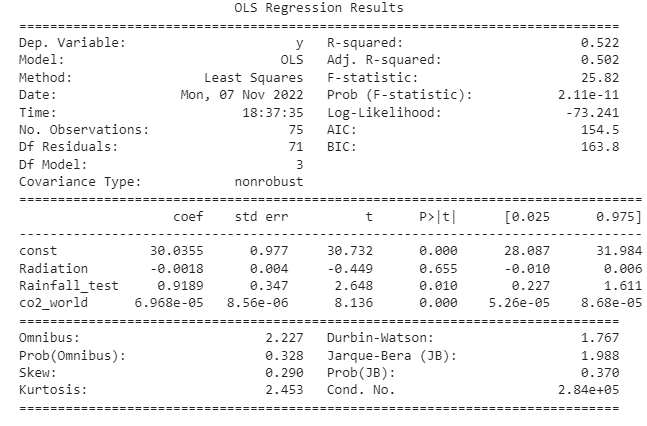 OLS Regression Results
==============================================================================
Dep. Variable: y R-squared: 0.522
Model: OLS Adj. R-squared: 0.502
Method: Least Squares F-statistic: 25.82
Date: Mon, 07 Nov 2022 Prob (F-statistic): 2.11e-11
Time: 18:37:35 Log-Likelihood: -73.241
No. Observations: 75 AIC: 154.5
Df Residuals: 71 BIC: 163.8
Df Model: 3
Covariance Type: nonrobust
=================================================================================
coef std err t P>|t| [0.025 0.975]
---------------------------------------------------------------------------------
const 30.0355 0.977 30.732 0.000 28.087 31.984
Radiation -0.0018 0.004 -0.449 0.655 -0.010 0.006
Rainfall_test 0.9189 0.347 2.648 0.010 0.227 1.611
co2_world 6.968e-05 8.56e-06 8.136 0.000 5.26e-05 8.68e-05
==============================================================================
Omnibus: 2.227 Durbin-Watson: 1.767
Prob(Omnibus): 0.328 Jarque-Bera (JB): 1.988
Skew: 0.290 Prob(JB): 0.370
Kurtosis: 2.453 Cond. No. 2.84e+05
==============================================================================